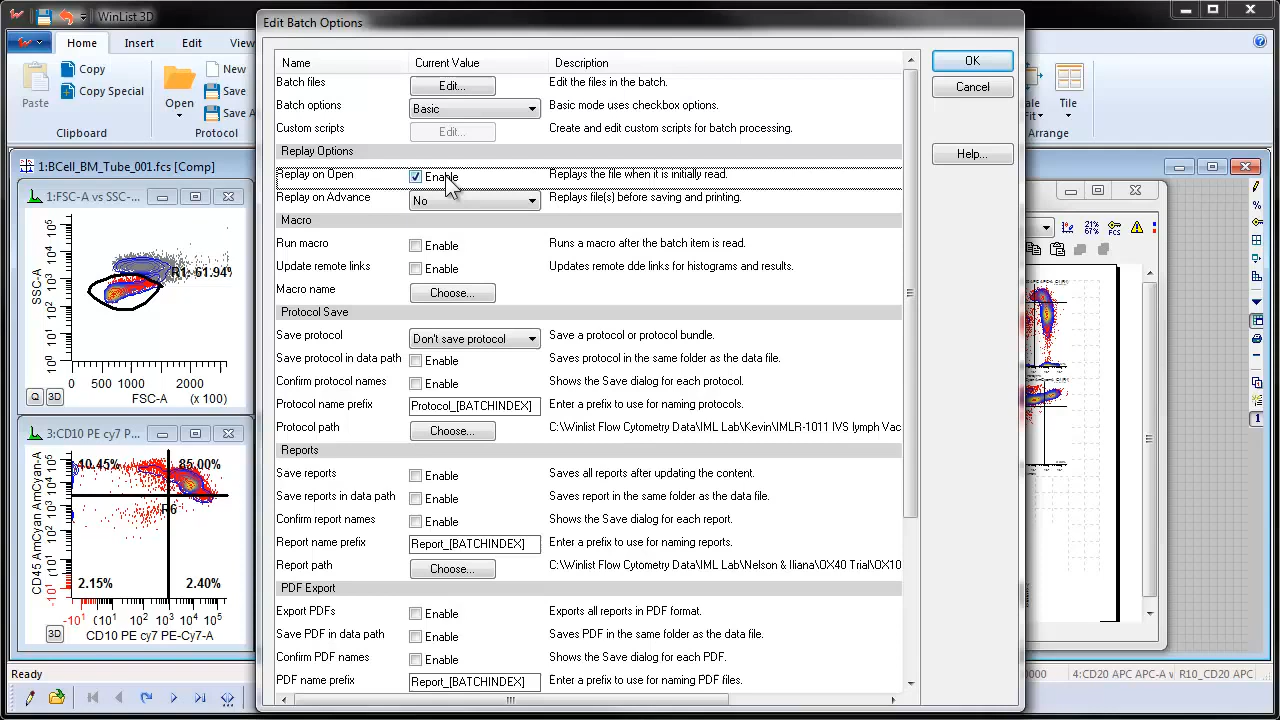 WinList 3D
Home Insert Edit View
Paste
Copy
Copy Special
Clipboard
Open
New
Save
Save A
Protocol
Tile
Fit
Arrange
1:BCell_BM_Tube_001.fcs [Comp]
1:FSC-A vs SSC-...
SSC-A
R1: 61.94%
0 500 1000 2000
FSC-A (x 100)
Q 3D
3:CD10 PE cy7 P...
CD45 AmCyan AmCyan-A
10.45% 85.00%
R6
2.15% 2.40%
CD10 PE cy7 PE-Cy7-A
3D
Ready
Edit Batch Options
Name Current Value Description
Batch files Edit... Edit the files in the batch.
Batch options Basic Basic mode uses checkbox options.
Custom scripts Edit... Create and edit custom scripts for batch processing.
Replay Options
Replay on Open Enable Replays the file when it is initially read.
Replay on Advance No Replays file(s) before saving and printing.
Macro
Run macro Enable Runs a macro after the batch item is read.
Update remote links Enable Updates remote dde links for histograms and results.
Macro name Choose...
Protocol Save
Save protocol Don't save protocol Save a protocol or protocol bundle.
Save protocol in data path Enable Saves protocol in the same folder as the data file.
Confirm protocol names Enable Shows the Save dialog for each protocol.
Protocol name prefix Protocol_[BATCHINDEX] Enter a prefix to use for naming protocols.
Protocol path Choose... C:\Winlist Flow Cytometry Data\IML Lab\Kevin\IMLR-1011 IVS lymph Vac
Reports
Save reports Enable Saves all reports after updating the content.
Save reports in data path Enable Saves report in the same folder as the data file.
Confirm report names Enable Shows the Save dialog for each report.
Report name prefix Report_[BATCHINDEX] Enter a prefix to use for naming reports.
Report path Choose... C:\Winlist Flow Cytometry Data\IML Lab\Nelson & Iliana\OX40 Trial\OX10
PDF Export
Export PDFs Enable Exports all reports in PDF format.
Save PDF in data path Enable Saves PDF in the same folder as the data file.
Confirm PDF names Enable Shows the Save dialog for each PDF.
PDF name prefix Report_[BATCHINDEX] Enter a prefix to use for naming PDF files.
OK
Cancel
Help...
4:CD20 APC APC-A v R10_CD20 APC